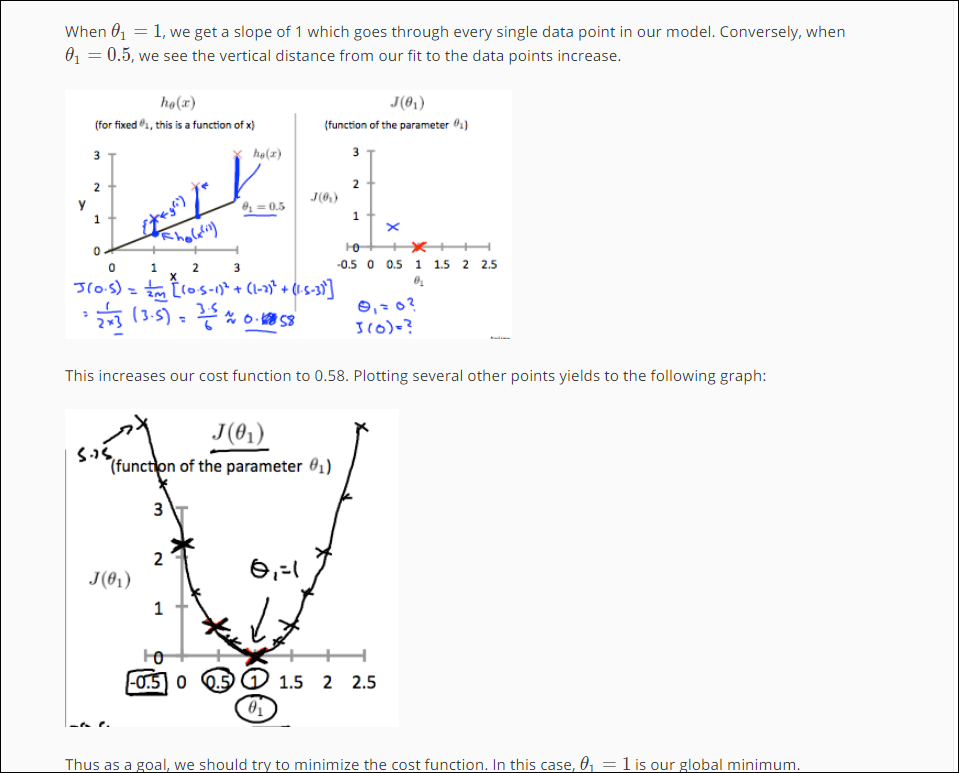 When θ₁ = 1, we get a slope of 1 which goes through every single data point in our model. Conversely, when
θ₁ = 0.5, we see the vertical distance from our fit to the data points increase.
hθ(x)
(for fixed θ₁, this is a function of x)
3
2
y
1
0
0 1 2 3
x
hθ(x)
θ₁ = 0.5
y⁽ⁱ⁾
hθ(x⁽ⁱ⁾)
J(θ₁)
(function of the parameter θ₁)
3
2
J(θ₁)
1
0
-0.5 0 0.5 1 1.5 2 2.5
θ₁
J(0.5) = 1/2m [(0.5-1)² + (1-2)² + (1.5-3)²]
= 1/2×3 (3.5) = 3.5/6 ≈ 0.58
θ₁ = 0?
J(0)=?
This increases our cost function to 0.58. Plotting several other points yields to the following graph:
J(θ₁)
5.25
(function of the parameter θ₁)
3
2
J(θ₁)
1
0
θ₁=1
-0.5 0 0.5 1 1.5 2 2.5
θ₁
Thus as a goal, we should try to minimize the cost function. In this case, θ₁ = 1 is our global minimum.